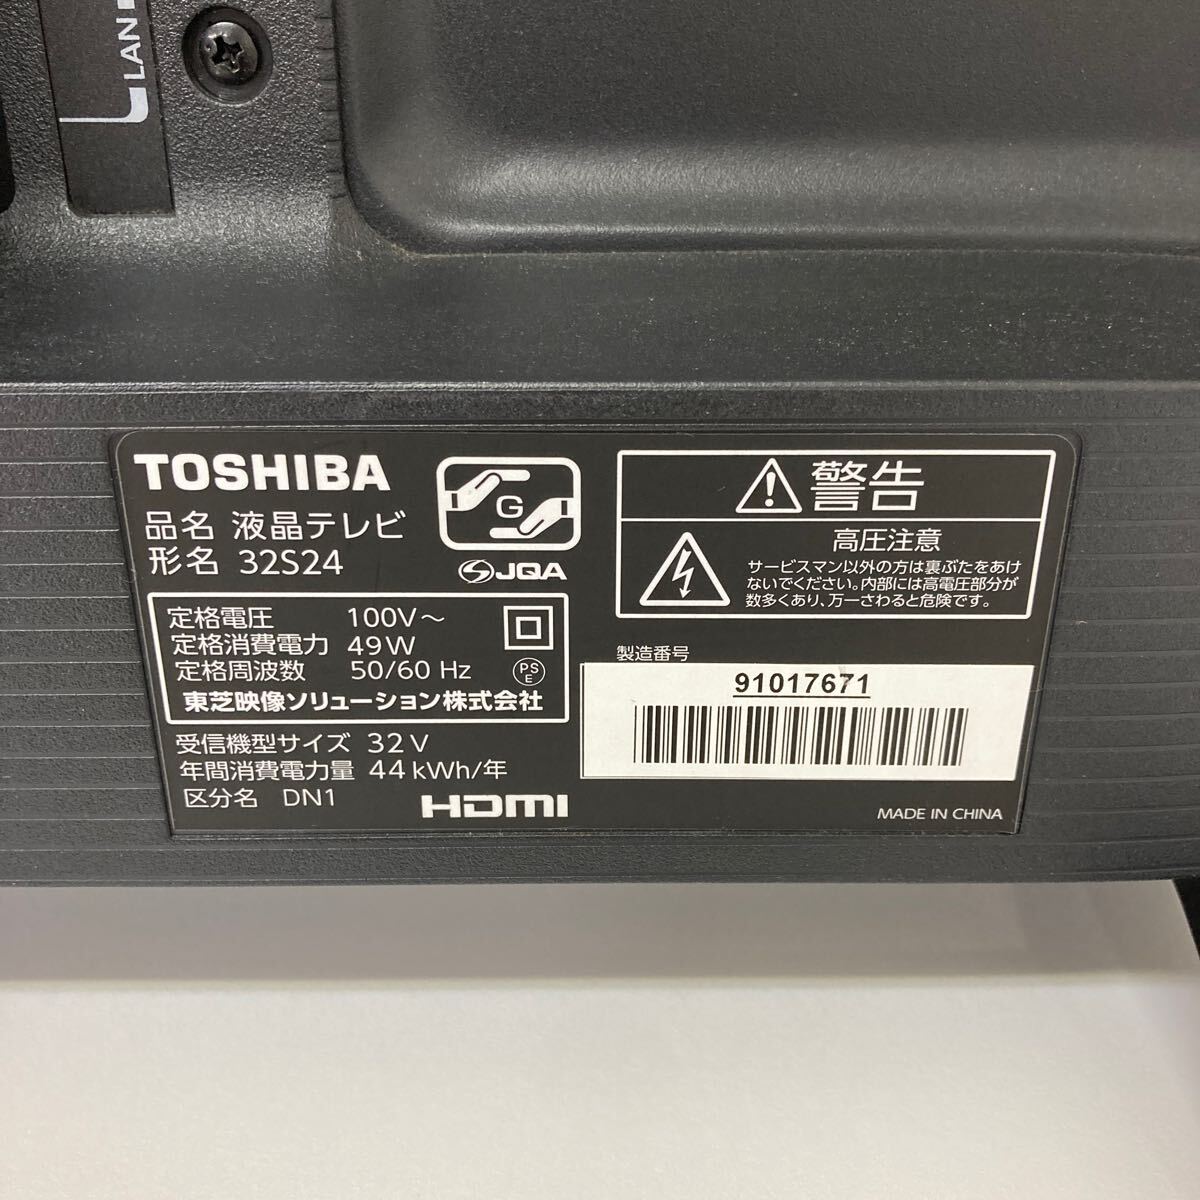 LAN
TOSHIBA
品名 液晶テレビ
形名 32S24
G
JQA
定格電圧 100V～
定格消費電力 49W
定格周波数 50/60 Hz
PS
E
東芝映像ソリューション株式会社
受信機型サイズ 32V
年間消費電力量 44kWh/年
区分名 DN1
HDMI
警告
高圧注意
サービスマン以外の方は裏ぶたをあけ
ないでください。内部には高電圧部分が
数多くあり、万一さわると危険です。
製造番号
91017671
MADE IN CHINA